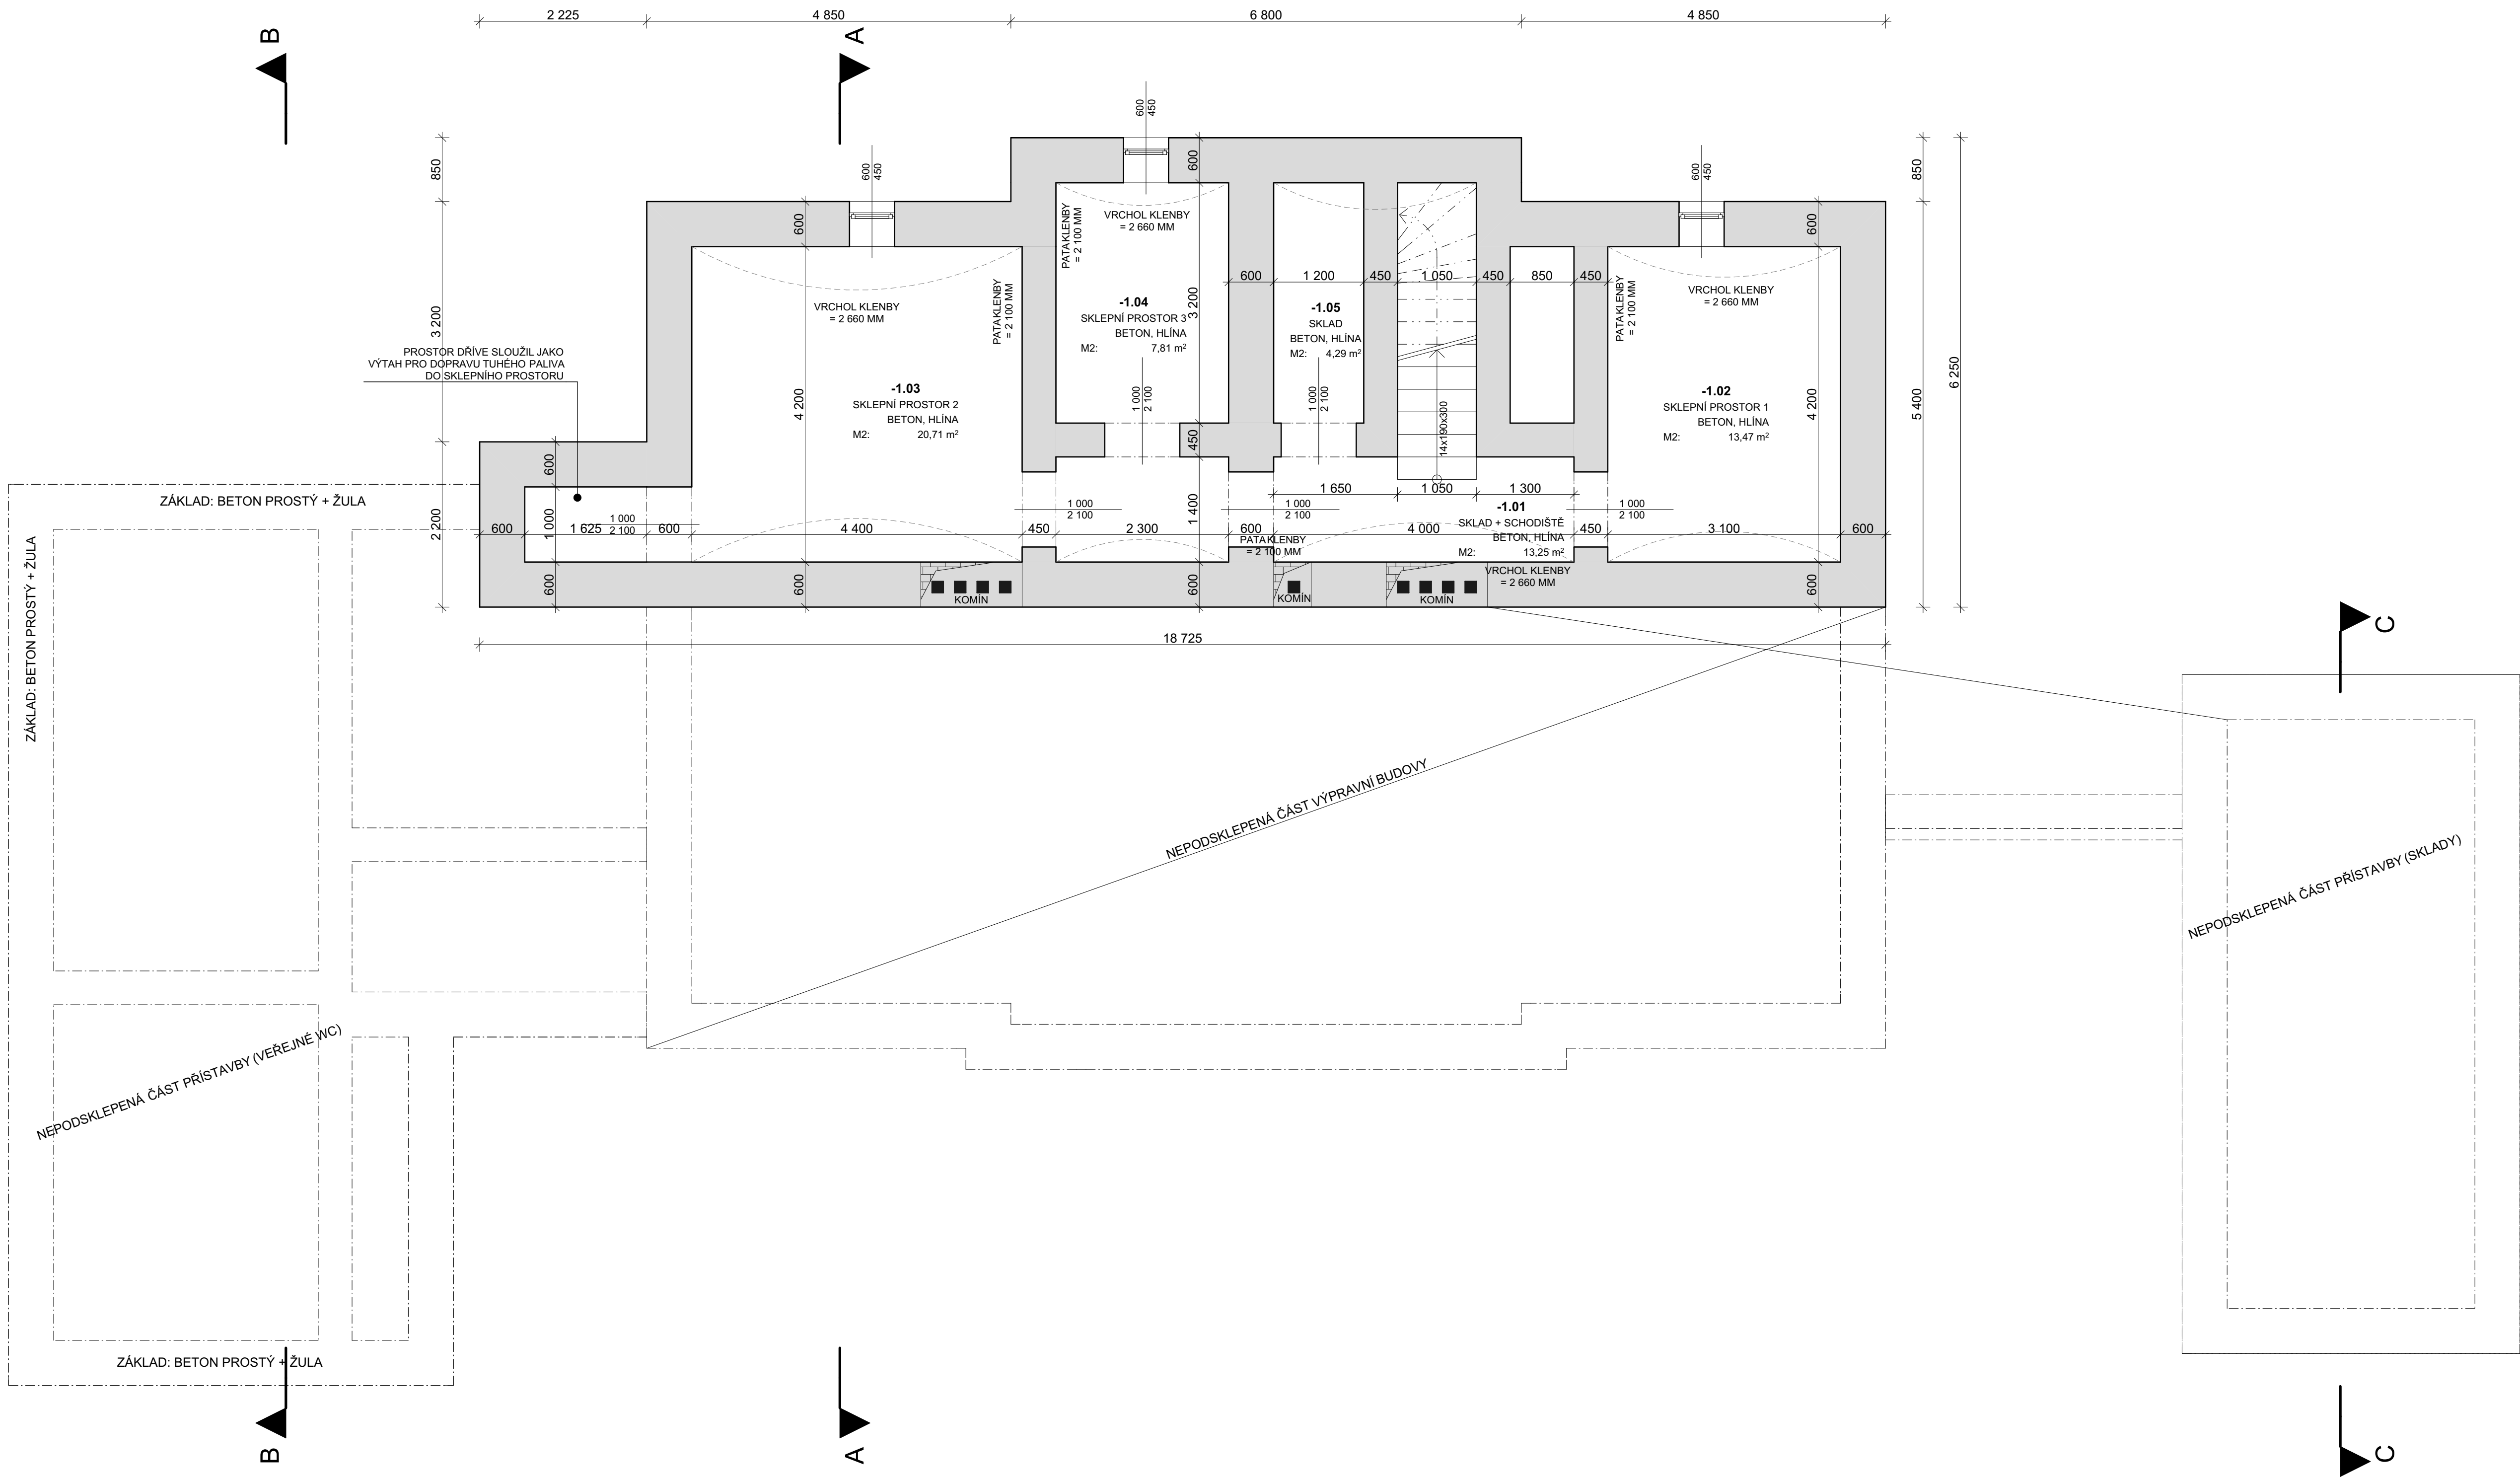 2 225
4 850
6 800
4 850
B
A
600
450
850
600
450
600
600
450
850
600
600
VRCHOL KLENBY
= 2 660 MM
PATA KLENBY
= 2 100 MM
600
1 200
450
1 050
450
850
450
VRCHOL KLENBY
= 2 660 MM
PATA KLENBY
= 2 100 MM
VRCHOL KLENBY
= 2 660 MM
PATA KLENBY
= 2 100 MM
-1.04
SKLEPNÍ PROSTOR 3
BETON, HLÍNA
M2: 7,81 m²
3 200
-1.05
SKLAD
BETON, HLÍNA
M2: 4,29 m²
3 200
PROSTOR DŘÍVE SLOUŽIL JAKO
VÝTAH PRO DOPRAVU TUHÉHO PALIVA
DO SKLEPNÍHO PROSTORU
-1.03
SKLEPNÍ PROSTOR 2
BETON, HLÍNA
M2: 20,71 m²
4 200
1 000
2 100
1 000
2 100
14x190x300
-1.02
SKLEPNÍ PROSTOR 1
BETON, HLÍNA
M2: 13,47 m²
4 200
5 400
6 250
600
450
ZÁKLAD: BETON PROSTÝ + ŽULA
1 650
1 050
1 300
2 200
1 000
1 400
1 000
2 100
1 000
2 100
1 000
2 100
1 000
2 100
-1.01
SKLAD + SCHODIŠTĚ
BETON, HLÍNA
M2: 13,25 m²
600
1 625
600
4 400
450
2 300
600
4 000
450
3 100
600
PATA KLENBY
= 2 100 MM
VRCHOL KLENBY
= 2 660 MM
600
600
600
600
KOMÍN
KOMÍN
KOMÍN
18 725
ZÁKLAD: BETON PROSTÝ + ŽULA
C
NEPODSKLEPENÁ ČÁST VÝPRAVNÍ BUDOVY
NEPODSKLEPENÁ ČÁST PŘÍSTAVBY (SKLADY)
NEPODSKLEPENÁ ČÁST PŘÍSTAVBY (VEŘEJNÉ WC)
ZÁKLAD: BETON PROSTÝ + ŽULA
B
A
C